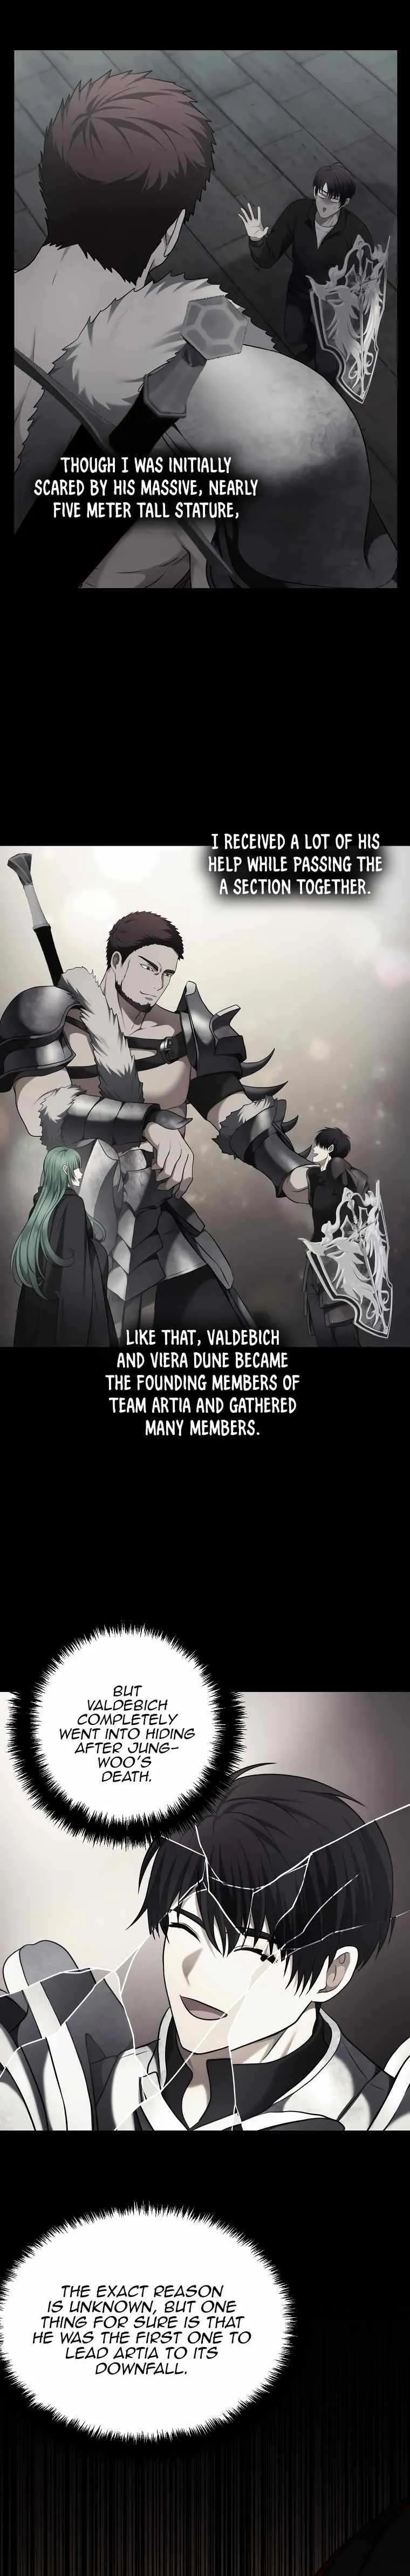 THOUGH I WAS INITIALLY
SCARED BY HIS MASSIVE, NEARLY
FIVE METER TALL STATURE,
I RECEIVED A LOT OF HIS
HELP WHILE PASSING THE
A SECTION TOGETHER.
LIKE THAT, VALDEBICH
AND VIERA DUNE BECAME
THE FOUNDING MEMBERS OF
TEAM ARTIA AND GATHERED
MANY MEMBERS.
BUT
VALDEBICH
COMPLETELY
WENT INTO HIDING
AFTER JUNG-
WOO'S
DEATH.
THE EXACT REASON
IS UNKNOWN, BUT ONE
THING FOR SURE IS THAT
HE WAS THE FIRST ONE TO
LEAD ARTIA TO ITS
DOWNFALL.